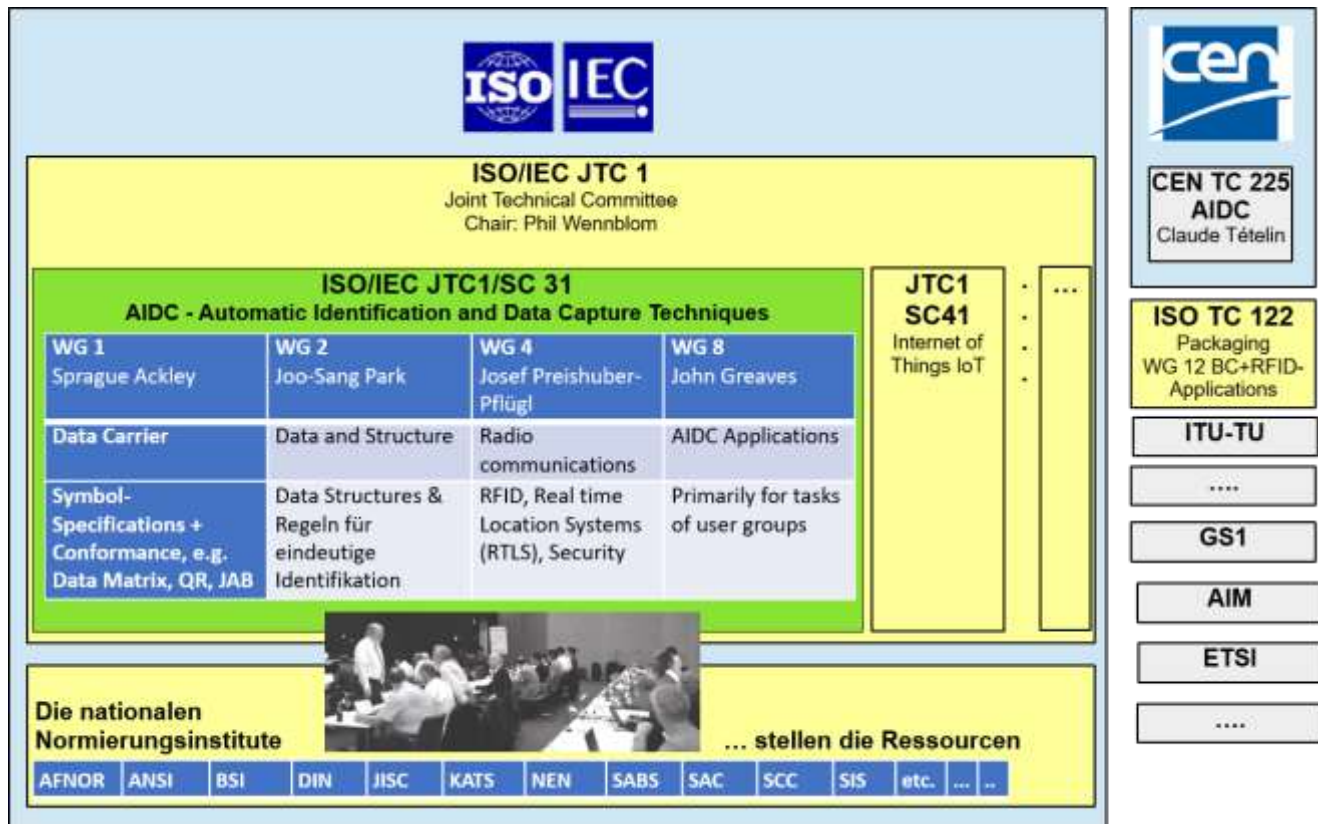 ISO IEC
ISO/IEC JTC 1
Joint Technical Committee
Chair: Phil Wennblom
ISO/IEC JTC1/SC 31
AIDC - Automatic Identification and Data Capture Techniques
WG 1
Sprague Ackley
WG 2
Joo-Sang Park
WG 4
Josef Preishuber-
Pflügl
WG 8
John Greaves
Data Carrier
Data and Structure
Radio
communications
AIDC Applications
Symbol-
Specifications +
Conformance, e.g.
Data Matrix, QR, JAB
Data Structures &
Regeln für
eindeutige
Identifikation
RFID, Real time
Location Systems
(RTLS), Security
Primarily for tasks
of user groups
JTC1
SC41
Internet of
Things IoT
.
.
.
.
...
Die nationalen
Normierungsinstitute
... stellen die Ressourcen
AFNOR ANSI BSI DIN JISC KATS NEN SABS SAC SCC SIS etc. ... ..
cen
CEN TC 225
AIDC
Claude Tételin
ISO TC 122
Packaging
WG 12 BC+RFID-
Applications
ITU-TU
....
GS1
AIM
ETSI
....